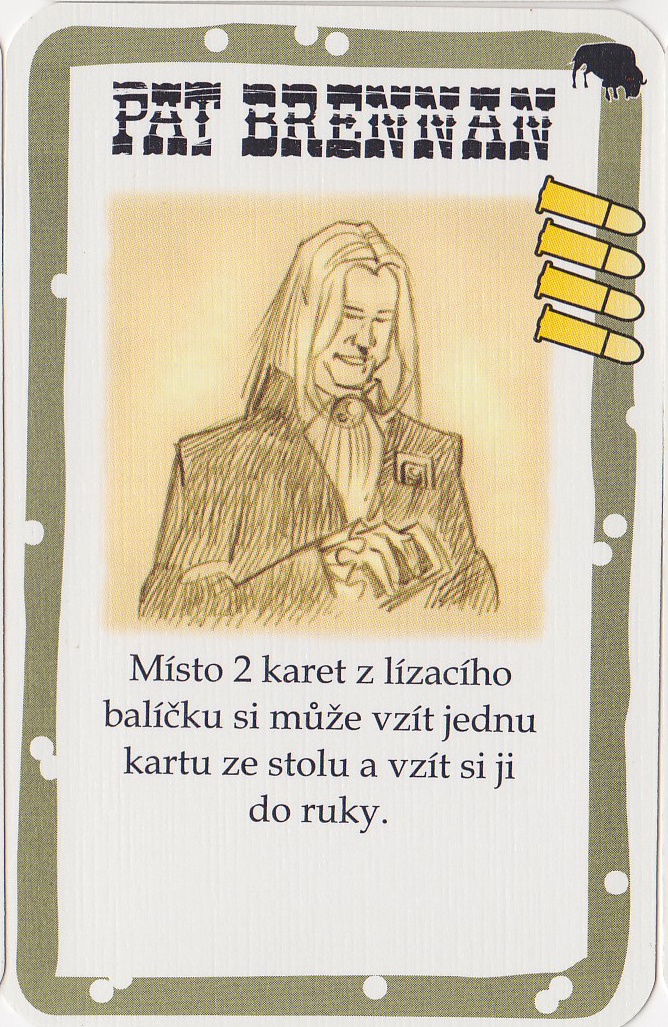 PAT BRENNAN
Místo 2 karet z lízacího
balíčku si může vzít jednu
kartu ze stolu a vzít si ji
do ruky.